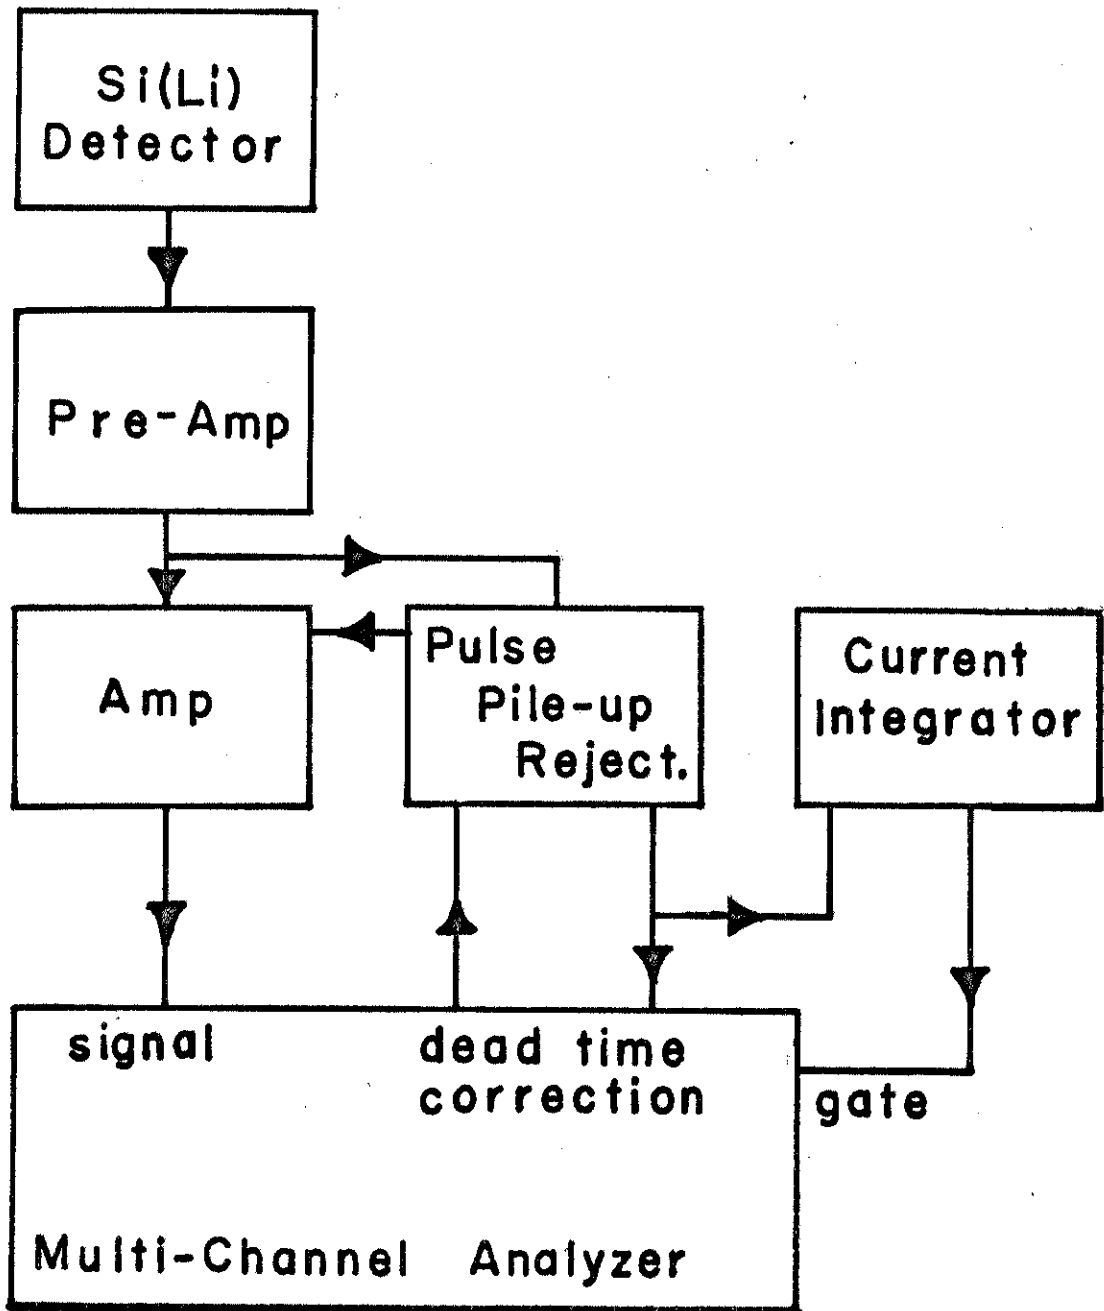 Si(Li)
Detector
Pre-Amp
Amp
Pulse
Pile-up
Reject.
Current
Integrator
signal
dead time
correction
gate
Multi-Channel Analyzer